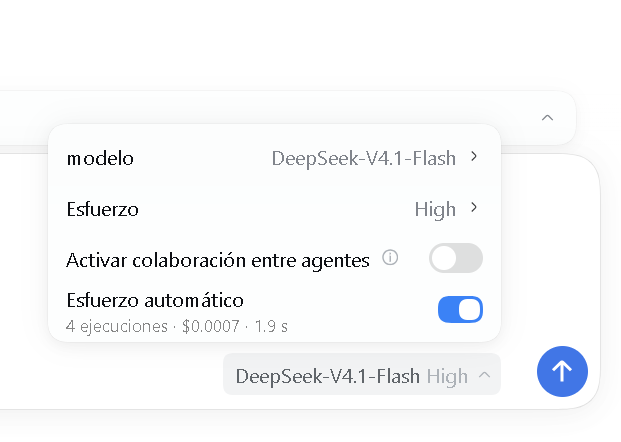 modelo DeepSeek-V4.1-Flash
Esfuerzo High
Activar colaboración entre agentes
Esfuerzo automático
4 ejecuciones · $0.0007 · 1.9 s
DeepSeek-V4.1-Flash High